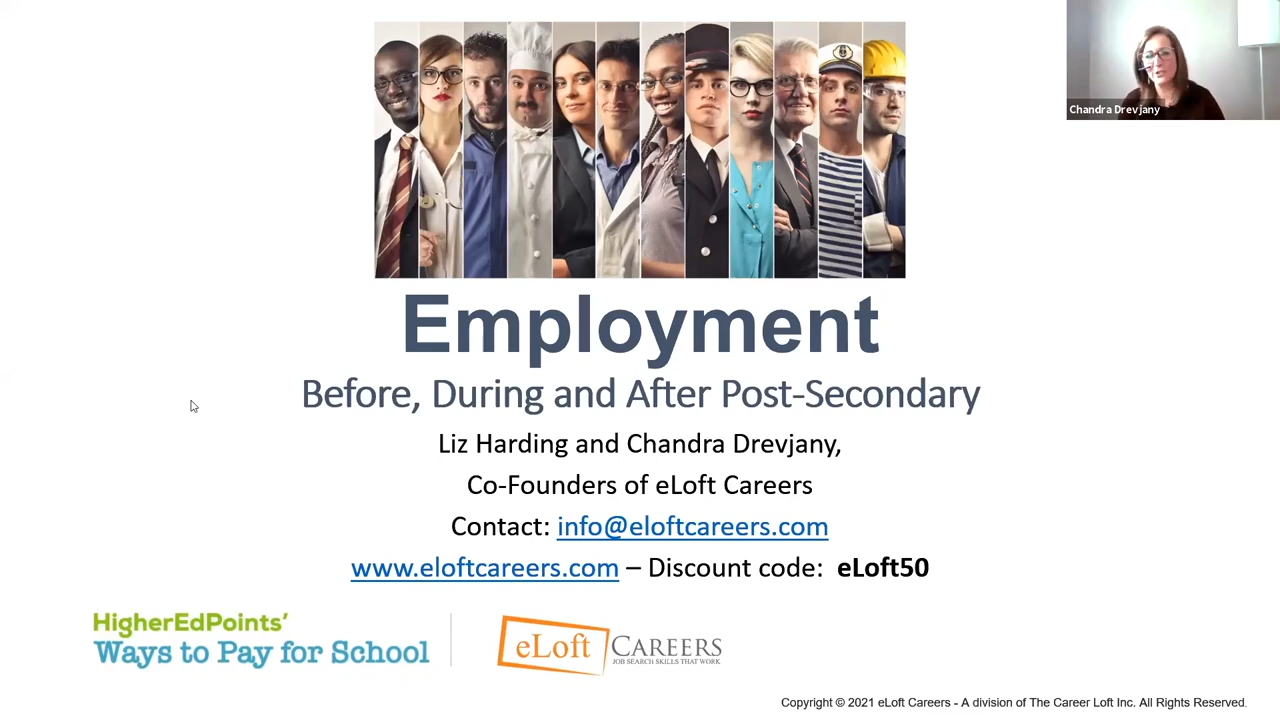 Chandra Drevjany
Employment
Before, During and After Post-Secondary
Liz Harding and Chandra Drevjany,
Co-Founders of eLoft Careers
Contact: info@eloftcareers.com
www.eloftcareers.com – Discount code: eLoft50
HigherEdPoints’
Ways to Pay for School
eLoft CAREERS
JOB SEARCH SKILLS THAT WORK
Copyright © 2021 eLoft Careers - A division of The Career Loft Inc. All Rights Reserved.